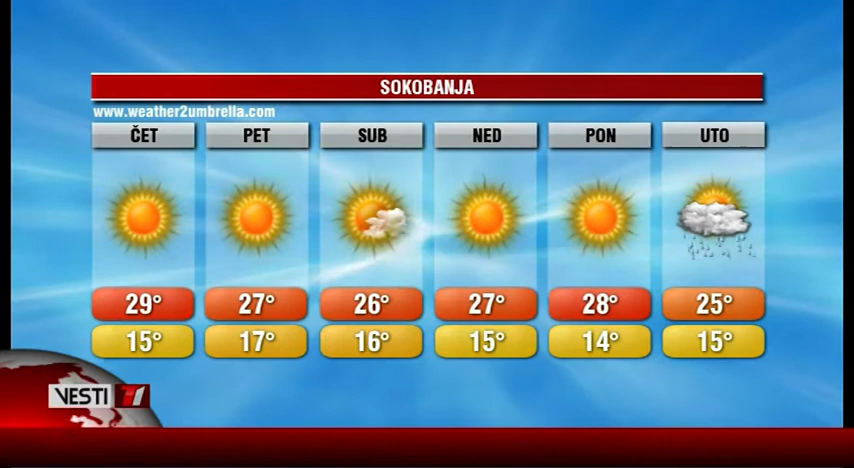 SOKOBANJA
www.weather2umbrella.com
ČET PET SUB NED PON UTO
29° 27° 26° 27° 28° 25°
15° 17° 16° 15° 14° 15°
VESTI